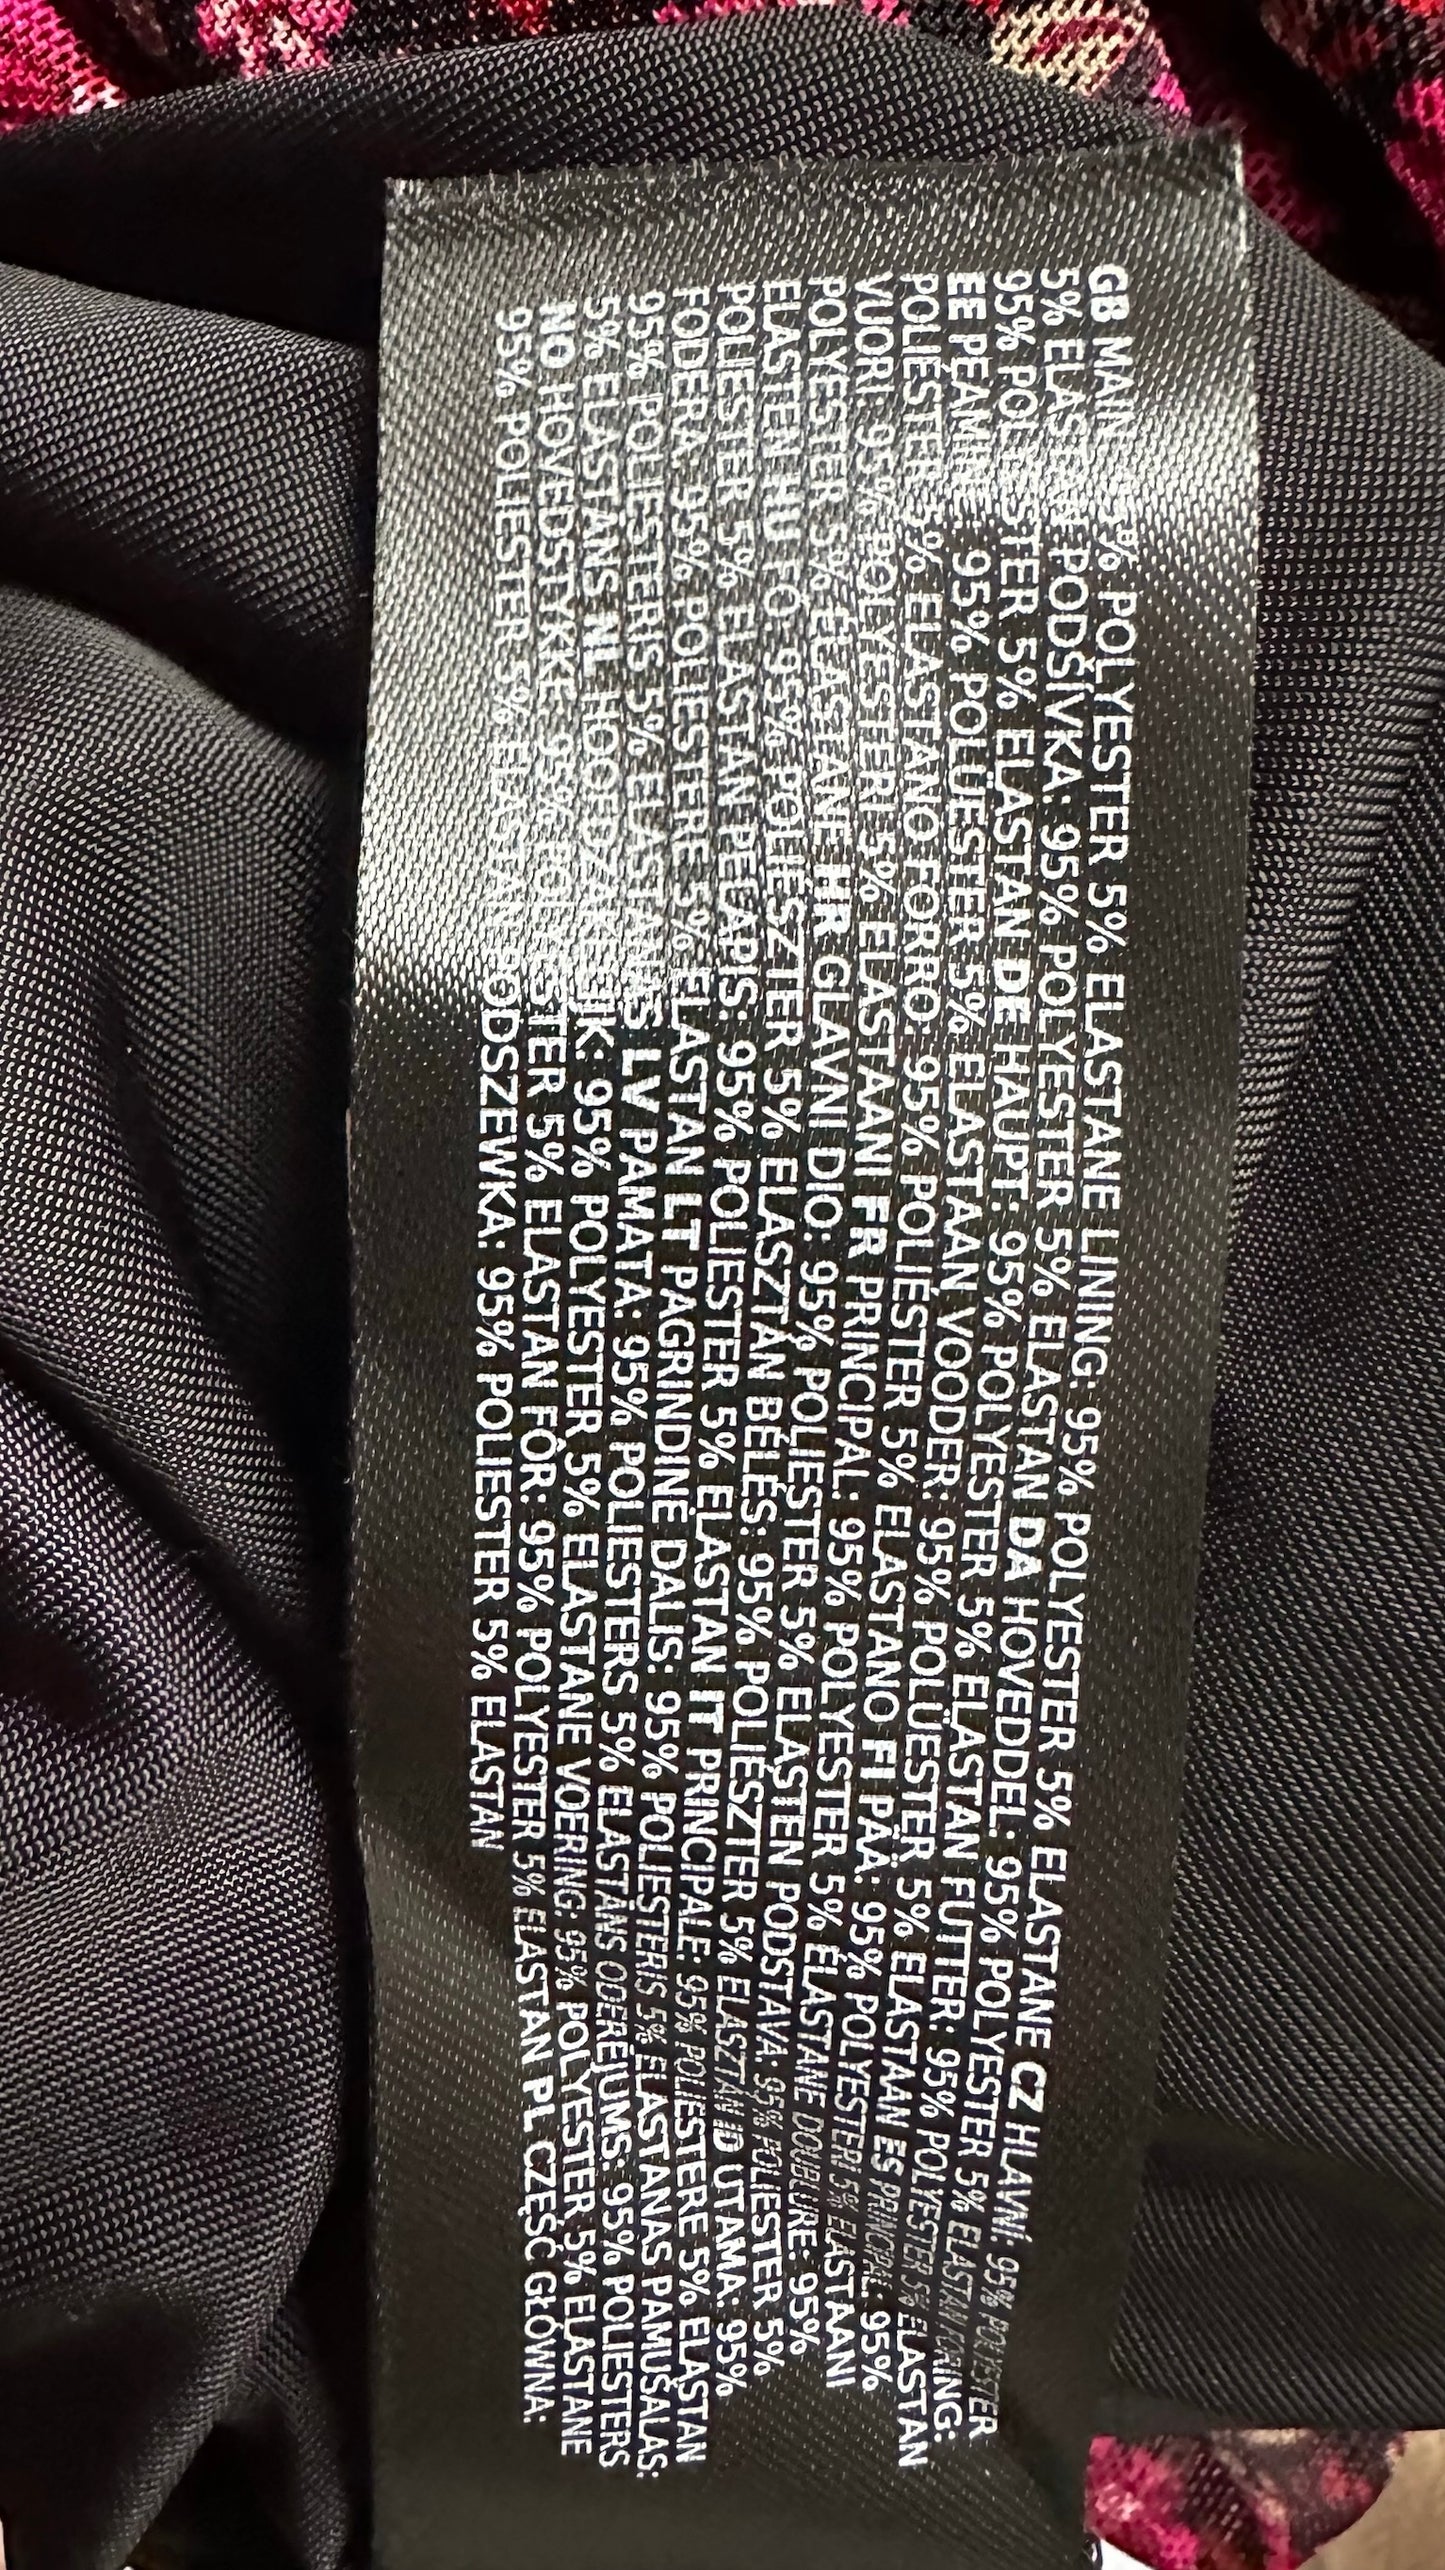 GB MAIN: 95% POLYESTER 5% ELASTANE LINING: 95% POLYESTER 5% ELASTANE CZ HLAVNÍ: 95% POLYESTER
5% ELASTAN PODŠÍVKA: 95% POLYESTER 5% ELASTAN DA HOVEDDEL: 95% POLYESTER 5% ELASTAN FORING:
95% POLYESTER 5% ELASTAN DE HAUPT: 95% POLYESTER 5% ELASTAN FUTTER: 95% POLYESTER 5% ELASTAN
EE PEAMINE: 95% POLÜESTER 5% ELASTAAN VOODER: 95% POLÜESTER 5% ELASTAAN ES PRINCIPAL: 95%
POLIÉSTER 5% ELASTANO FORRO: 95% POLIÉSTER 5% ELASTANO FI PÄÄ: 95% POLYESTERI 5% ELASTAANI
VUORI: 95% POLYESTERI 5% ELASTAANI FR PRINCIPAL: 95% POLYESTER 5% ELASTANE DOUBLURE: 95%
POLYESTER 5% ELASTANE HR GLAVNI DIO: 95% POLIESTER 5% ELASTEN PODSTAVA: 95% POLIESTER 5%
ELASTEN HU FŐ: 95% POLIÉSZTER 5% ELASZTÁN BÉLÉS: 95% POLIÉSZTER 5% ELASZTÁN ID UTAMA: 95%
POLIESTER 5% ELASTAN PELAPIS: 95% POLIESTER 5% ELASTAN IT PRINCIPALE: 95% POLIESTERE 5% ELASTAN
FODERA: 95% POLIESTERE 5% ELASTAN LT PAGRINDINĖ DALIS: 95% POLIESTERIS 5% ELASTANAS PAMUŠALAS:
95% POLIESTERIS 5% ELASTANAS LV PAMATA: 95% POLIESTERS 5% ELASTĀNS ODERĒJUMS: 95% POLIESTERS
5% ELASTĀNS NL HOOFDZAKELIJK: 95% POLYESTER 5% ELASTANE VOERING: 95% POLYESTER 5% ELASTANE
NO HOVEDSTYKKE: 95% POLYESTER 5% ELASTAN FÔR: 95% POLYESTER 5% ELASTAN PL CZĘŚĆ GŁÓWNA:
95% POLIESTER 5% ELASTAN PODSZEWKA: 95% POLIESTER 5% ELASTAN